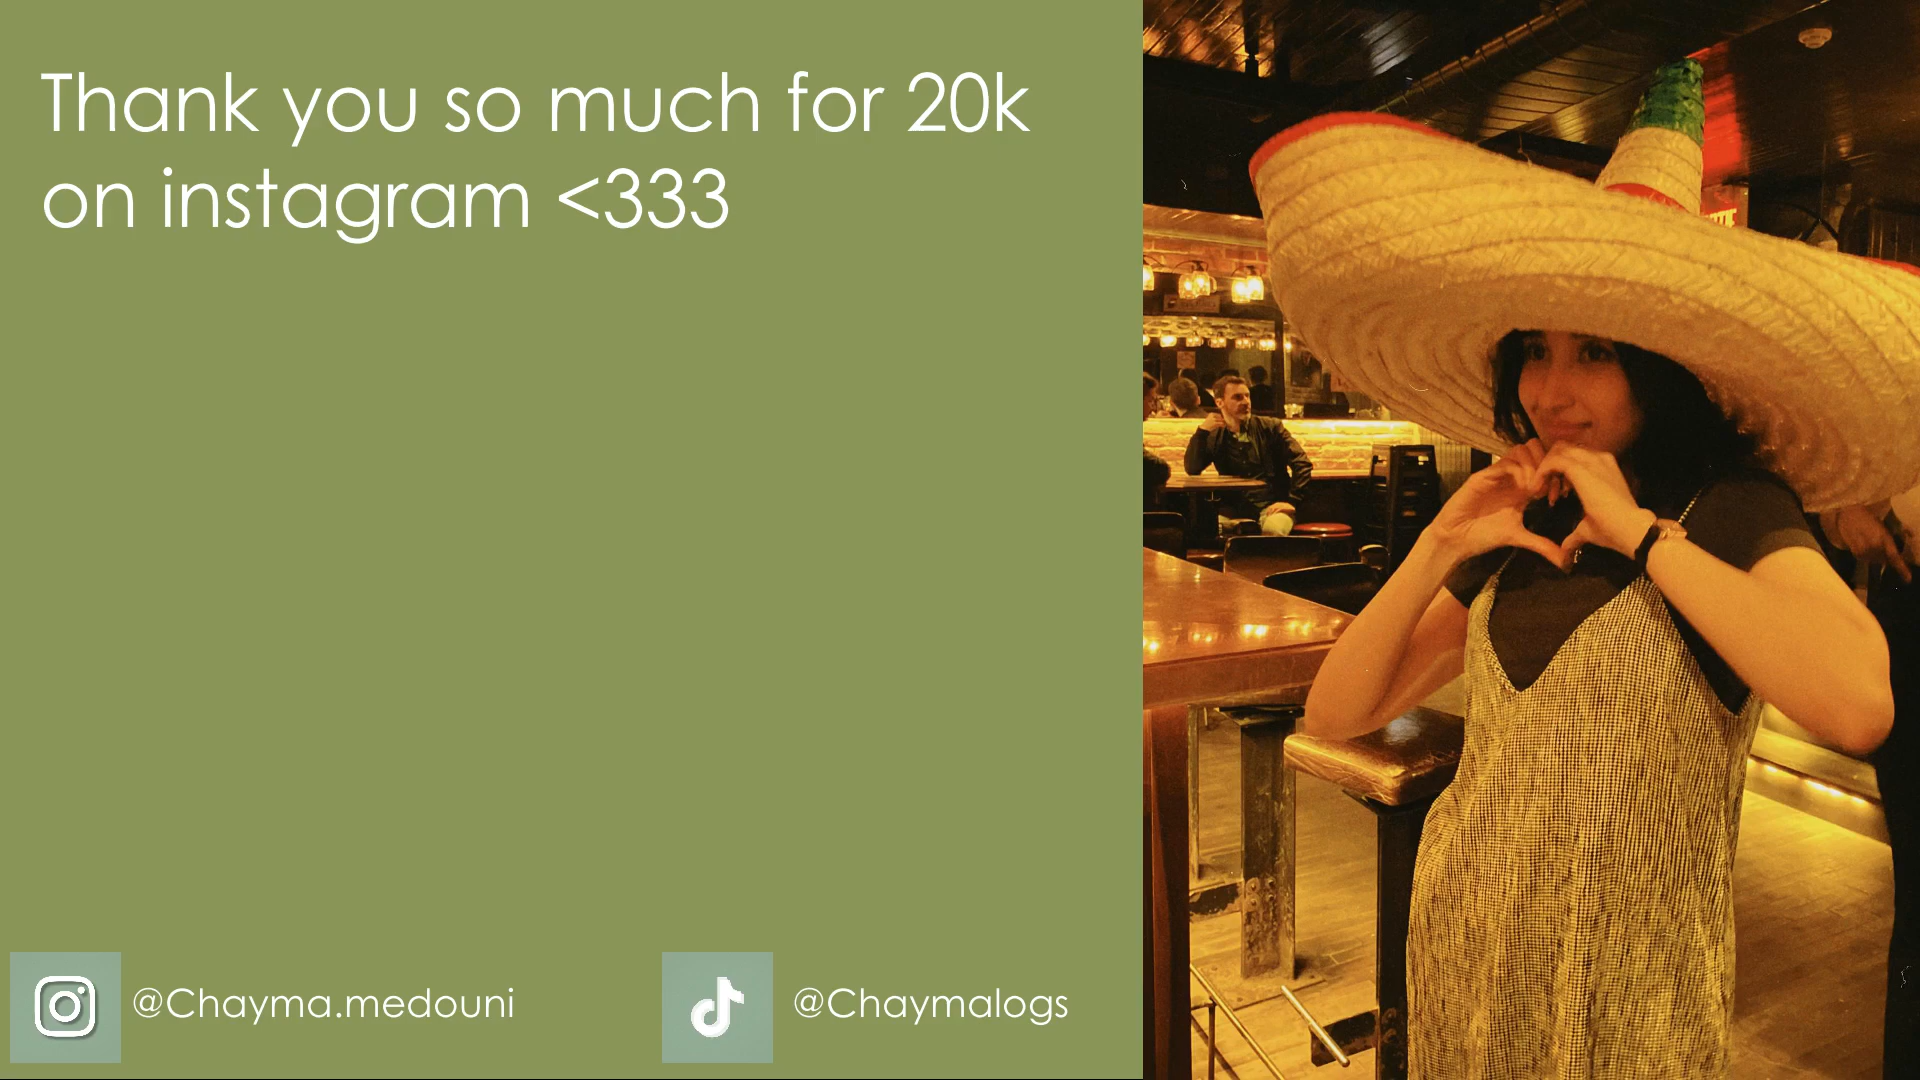 Thank you so much for 20k
on instagram <333
@Chayma.medouni
@Chaymalogs